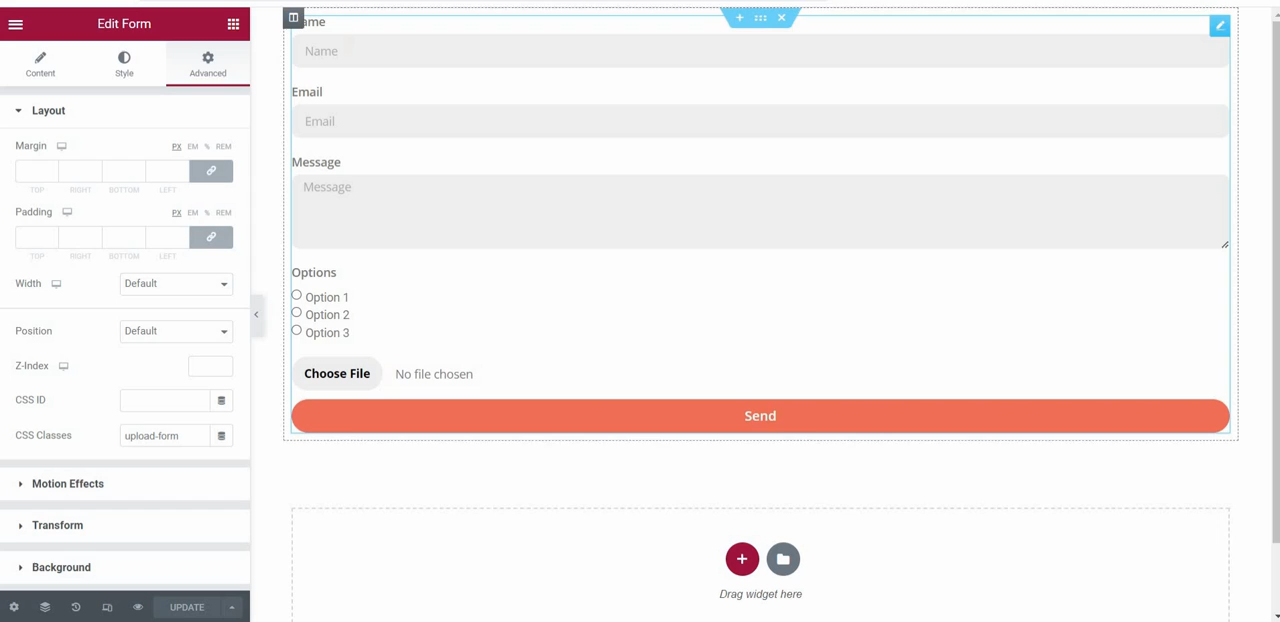 Edit Form
Content
Style
Advanced
Layout
Margin
PX EM % REM
TOP RIGHT BOTTOM LEFT
Padding
PX EM % REM
TOP RIGHT BOTTOM LEFT
Width
Default
Position
Default
Z-Index
CSS ID
CSS Classes
upload-form
Motion Effects
Transform
Background
UPDATE
ame
Name
Email
Email
Message
Message
Options
Option 1
Option 2
Option 3
Choose File No file chosen
Send
Drag widget here